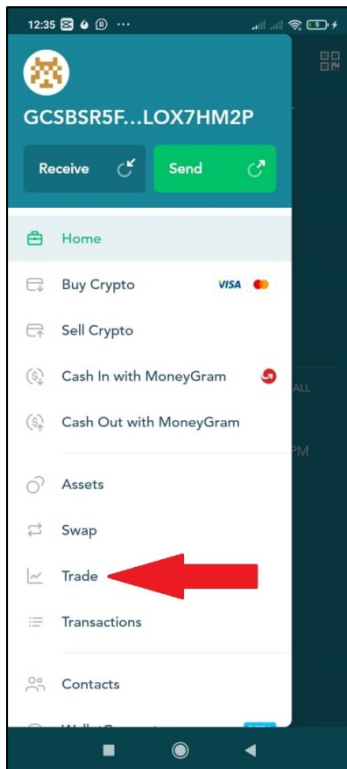 12:35
9
GCSBSR5F...LOX7HM2P
Receive Send
Home
Buy Crypto VISA
Sell Crypto
Cash In with MoneyGram
ALL
Cash Out with MoneyGram
PM
Assets
Swap
Trade
Transactions
Contacts